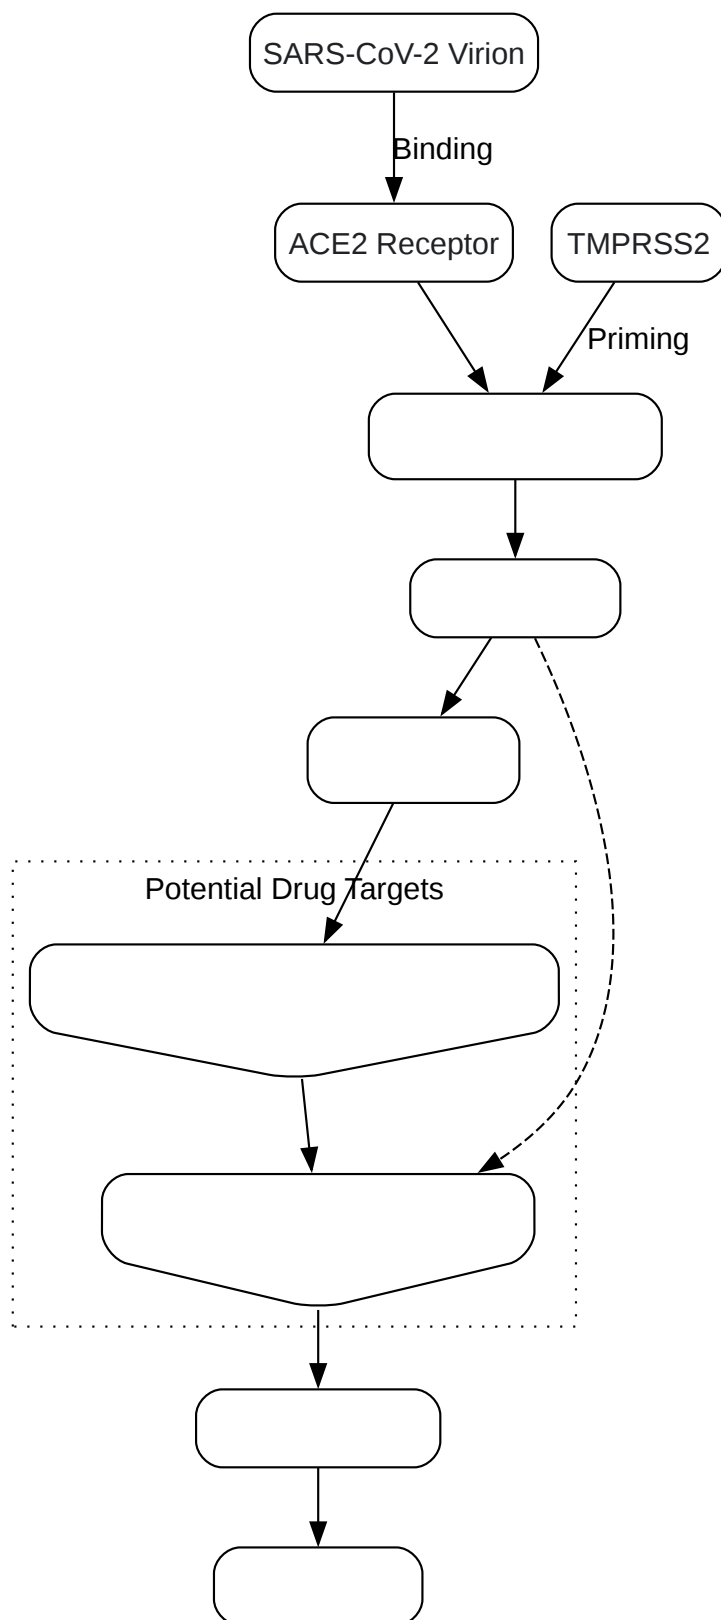 SARS-CoV-2 Virion
Binding
ACE2 Receptor
TMPRSS2
Priming
Potential Drug Targets